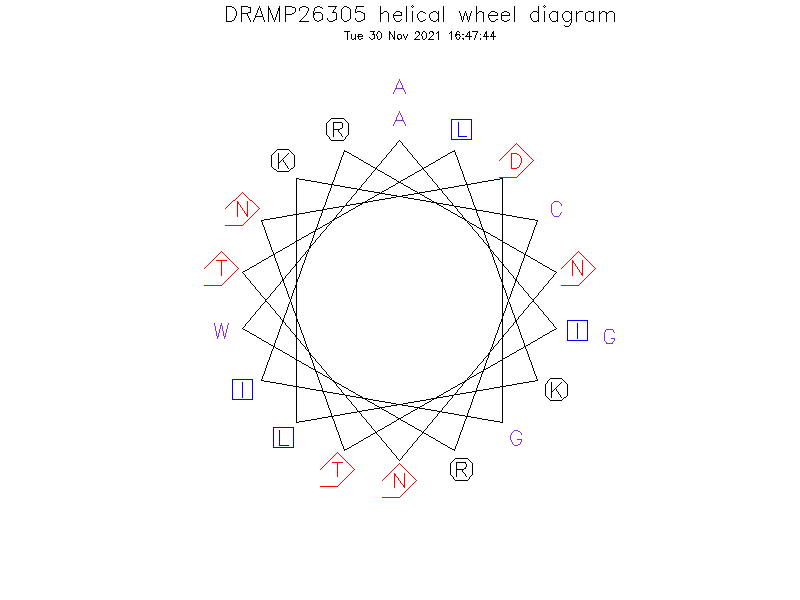 DRAMP26305 helical wheel diagram
Tue 30 Nov 2021 16:47:44
A
A
R L
K D
N C
T N
W I G
I K
L G
T R
N